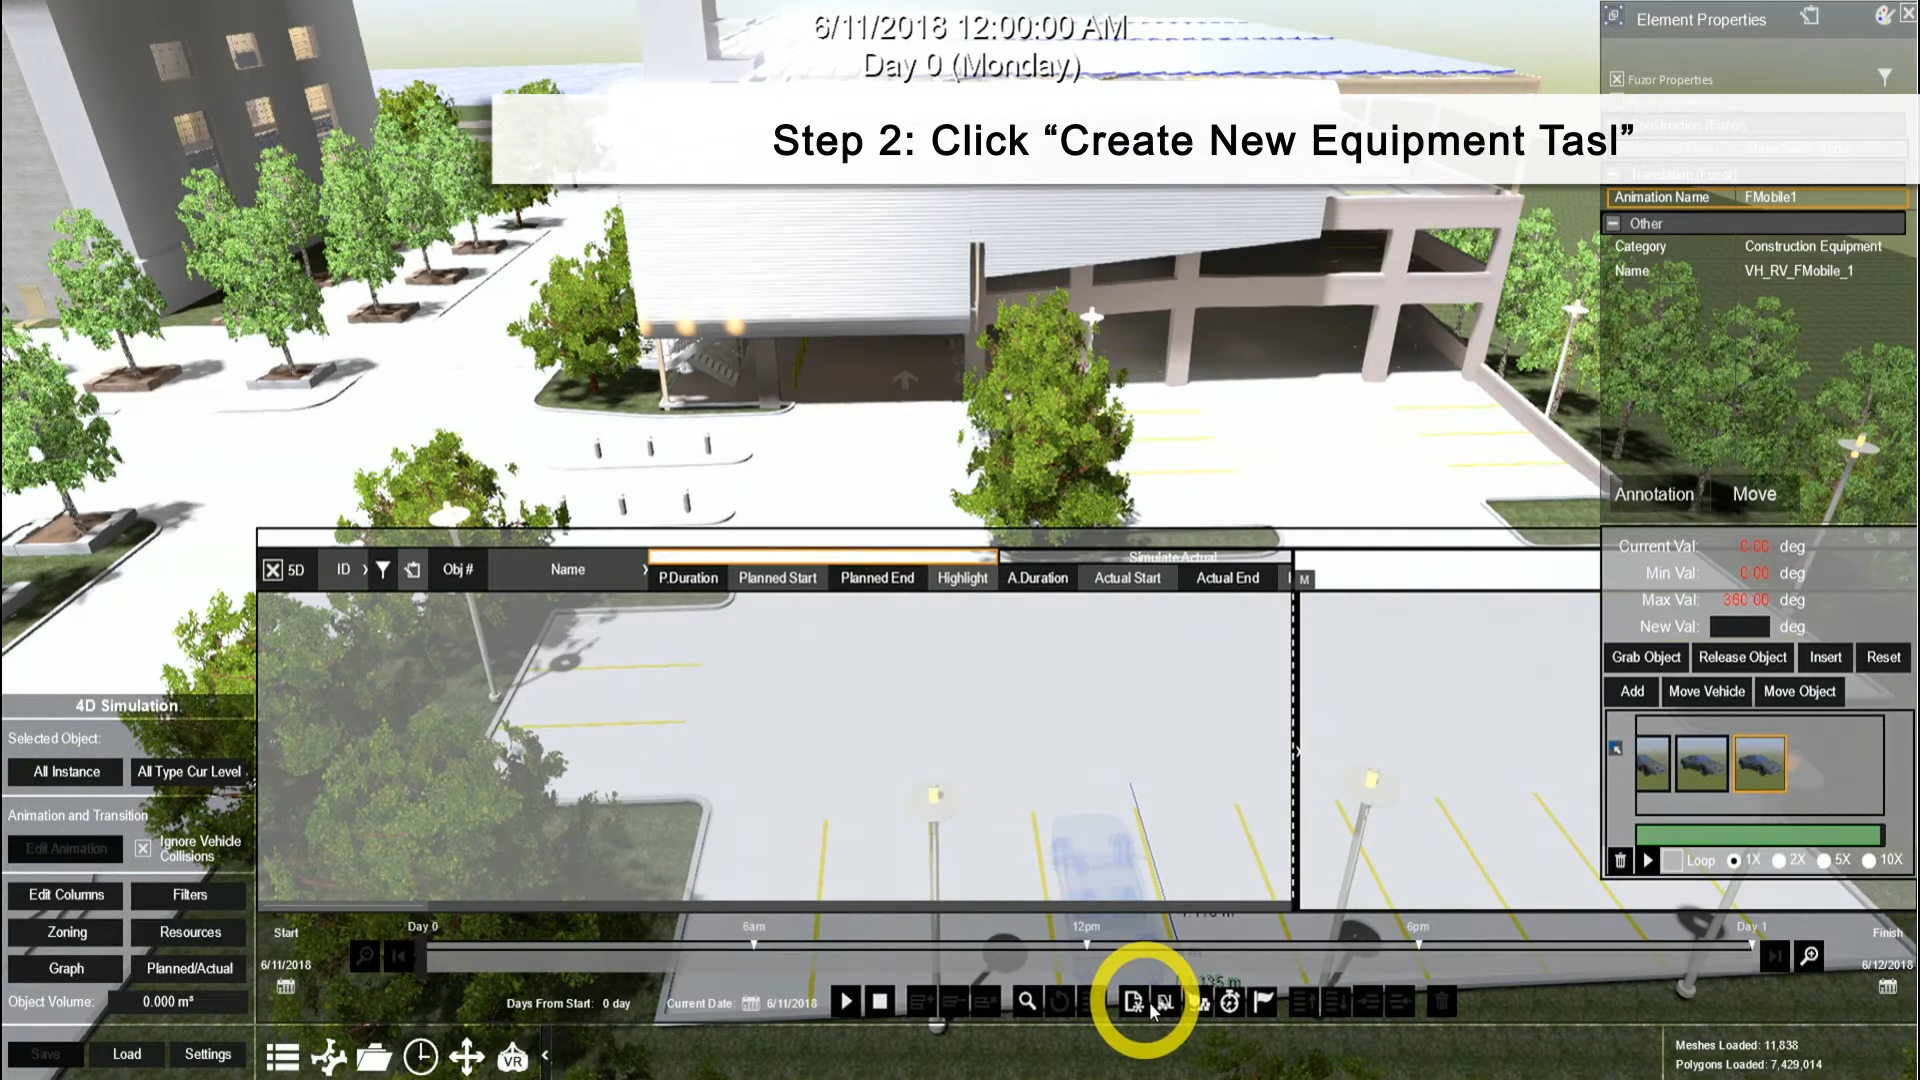 6/11/2018 12:00:00 AM
Day 0 (Monday)
Step 2: Click “Create New Equipment Tasl”
Element Properties
Fuzor Properties
Construction (Fuzor)
Translation (Fuzor)
Animation Name FMobile1
Other
Category Construction Equipment
Name VH_RV_FMobile_1
Annotation Move
Current Val: 0.00 deg
Min Val: 0.00 deg
Max Val: 360.00 deg
New Val: deg
Grab Object Release Object Insert Reset
Add Move Vehicle Move Object
Loop 1X 2X 5X 10X
Simulate Actual
5D ID Obj # Name P.Duration Planned Start Planned End Highlight A.Duration Actual Start Actual End M
4D Simulation
Selected Object:
All Instance All Type Cur Level
Animation and Transition
Edit Animation Ignore Vehicle
Collisions
Edit Columns Filters
Zoning Resources
Graph Planned/Actual
Object Volume: 0.000 m³
Save Load Settings
Start Day 0 6am 12pm 6pm Day 1 Finish
6/11/2018 6/12/2018
Days From Start: 0 day Current Date: 6/11/2018
VR
Meshes Loaded: 11,838
Polygons Loaded: 7,429,014